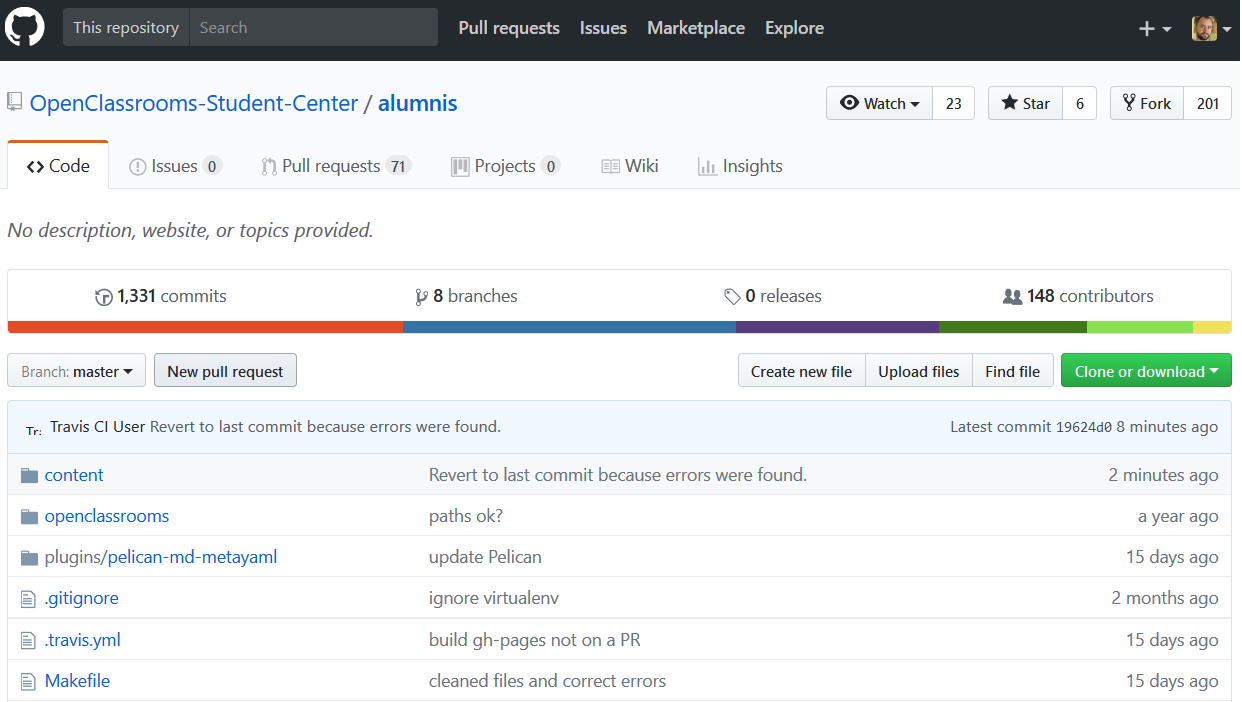 This repository Search Pull requests Issues Marketplace Explore
OpenClassrooms-Student-Center / alumnis Watch 23 Star 6 Fork 201
Code Issues 0 Pull requests 71 Projects 0 Wiki Insights
No description, website, or topics provided.
1,331 commits 8 branches 0 releases 148 contributors
Branch: master New pull request Create new file Upload files Find file Clone or download
Tr: Travis CI User Revert to last commit because errors were found. Latest commit 19624d0 8 minutes ago
content Revert to last commit because errors were found. 2 minutes ago
openclassrooms paths ok? a year ago
plugins/pelican-md-metayaml update Pelican 15 days ago
.gitignore ignore virtualenv 2 months ago
.travis.yml build gh-pages not on a PR 15 days ago
Makefile cleaned files and correct errors 15 days ago